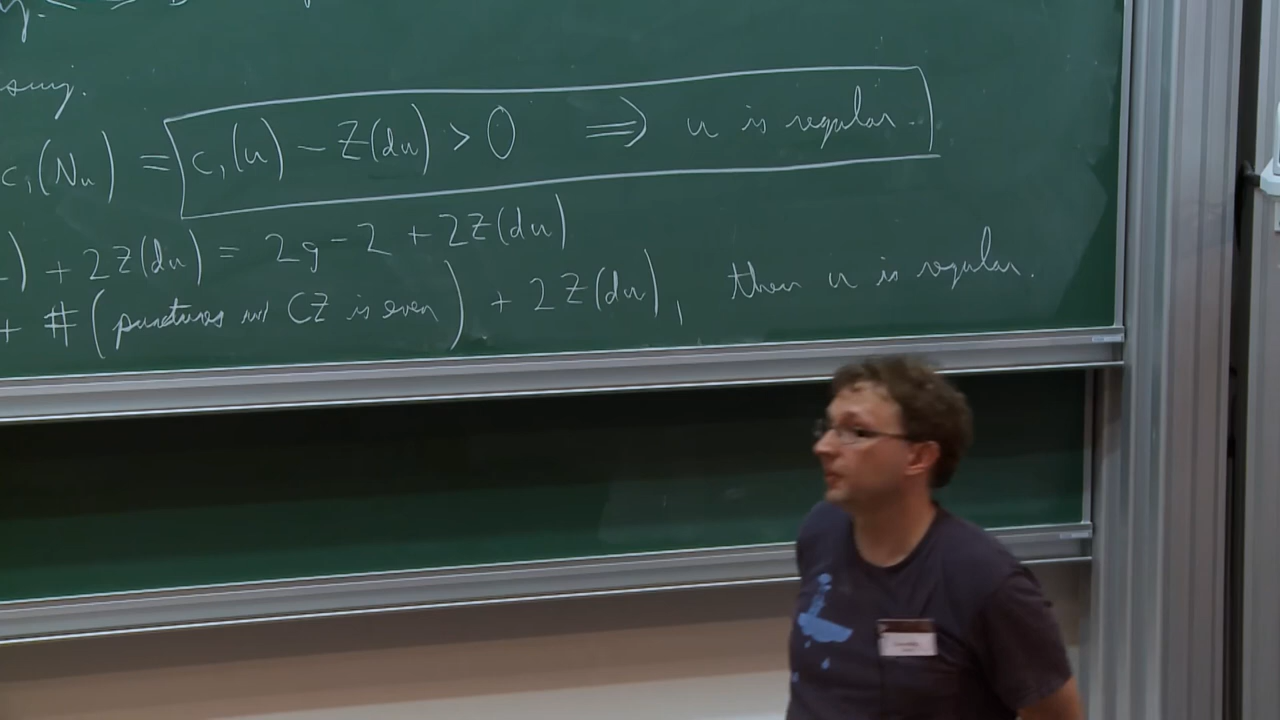 c₁(Nu) = c₁(u) - Z(du) > 0 ⟹ u is regular.
) + 2Z(du) = 2g - 2 + 2Z(du)
+ #(punctures w/ CZ is even) + 2Z(du), then u is regular.